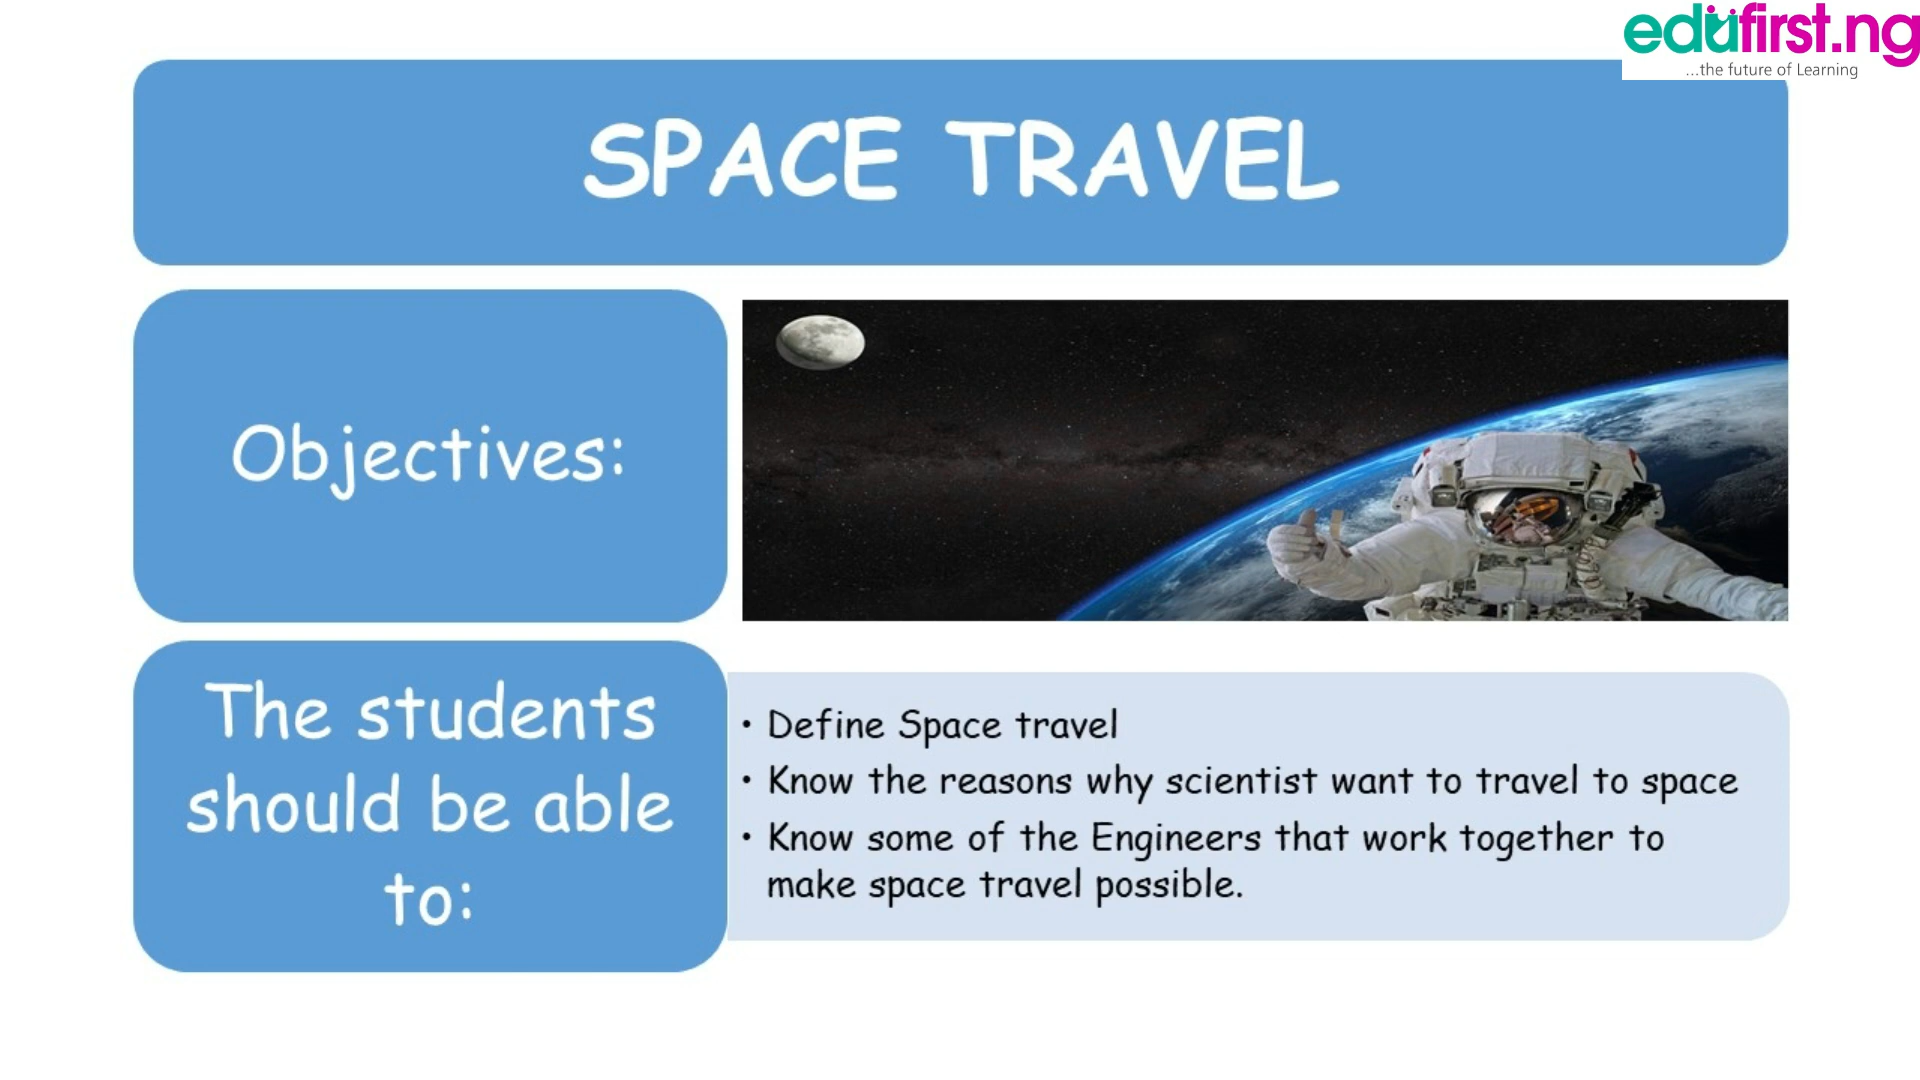 edufirst.ng
...the future of Learning
SPACE TRAVEL
Objectives:
The students
should be able
to:
• Define Space travel
• Know the reasons why scientist want to travel to space
• Know some of the Engineers that work together to
make space travel possible.